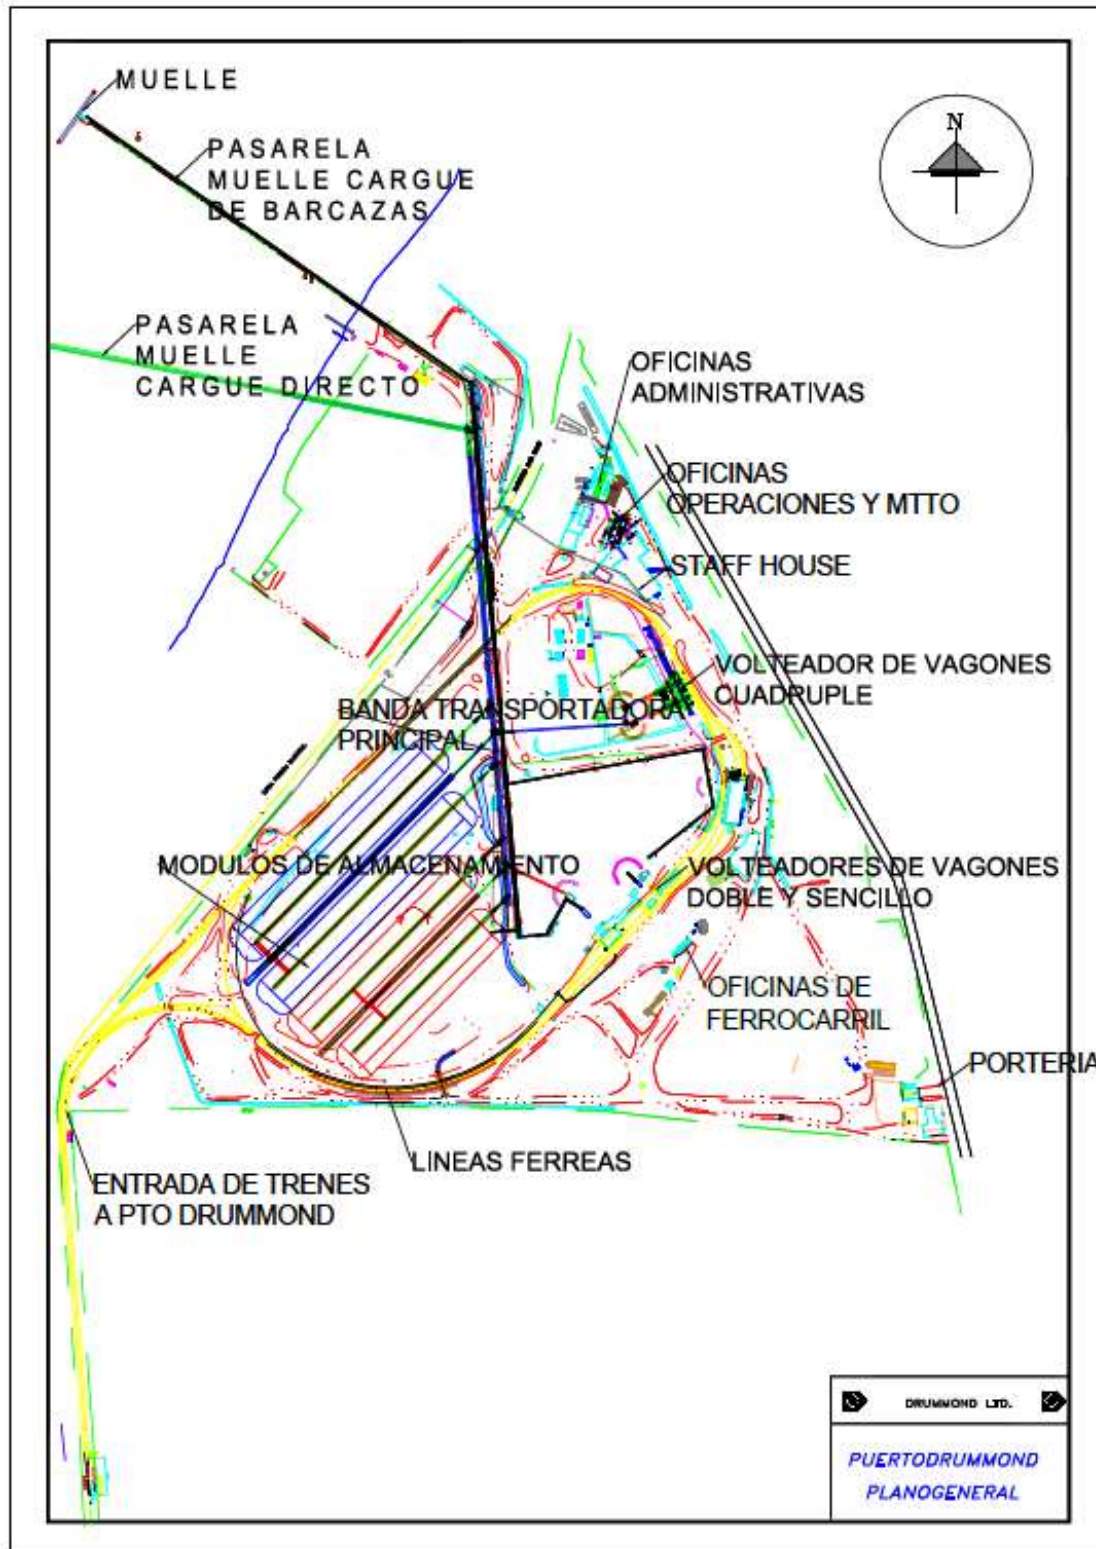 MUELLE
PASARELA
MUELLE CARGUE
DE BARCAZAS
N
PASARELA
MUELLE
CARGUE DIRECTO
OFICINAS
ADMINISTRATIVAS
OFICINAS
OPERACIONES Y MTTO
STAFF HOUSE
VOLTEADOR DE VAGONES
CUADRUPLE
BANDA TRANSPORTADORA
PRINCIPAL
MODULOS DE ALMACENAMIENTO
VOLTEADORES DE VAGONES
DOBLE Y SENCILLO
OFICINAS DE
FERROCARRIL
PORTERIA
LINEAS FERREAS
ENTRADA DE TRENES
A PTO DRUMMOND
DRUMMOND LTD.
PUERTODRUMMOND
PLANOGENERAL